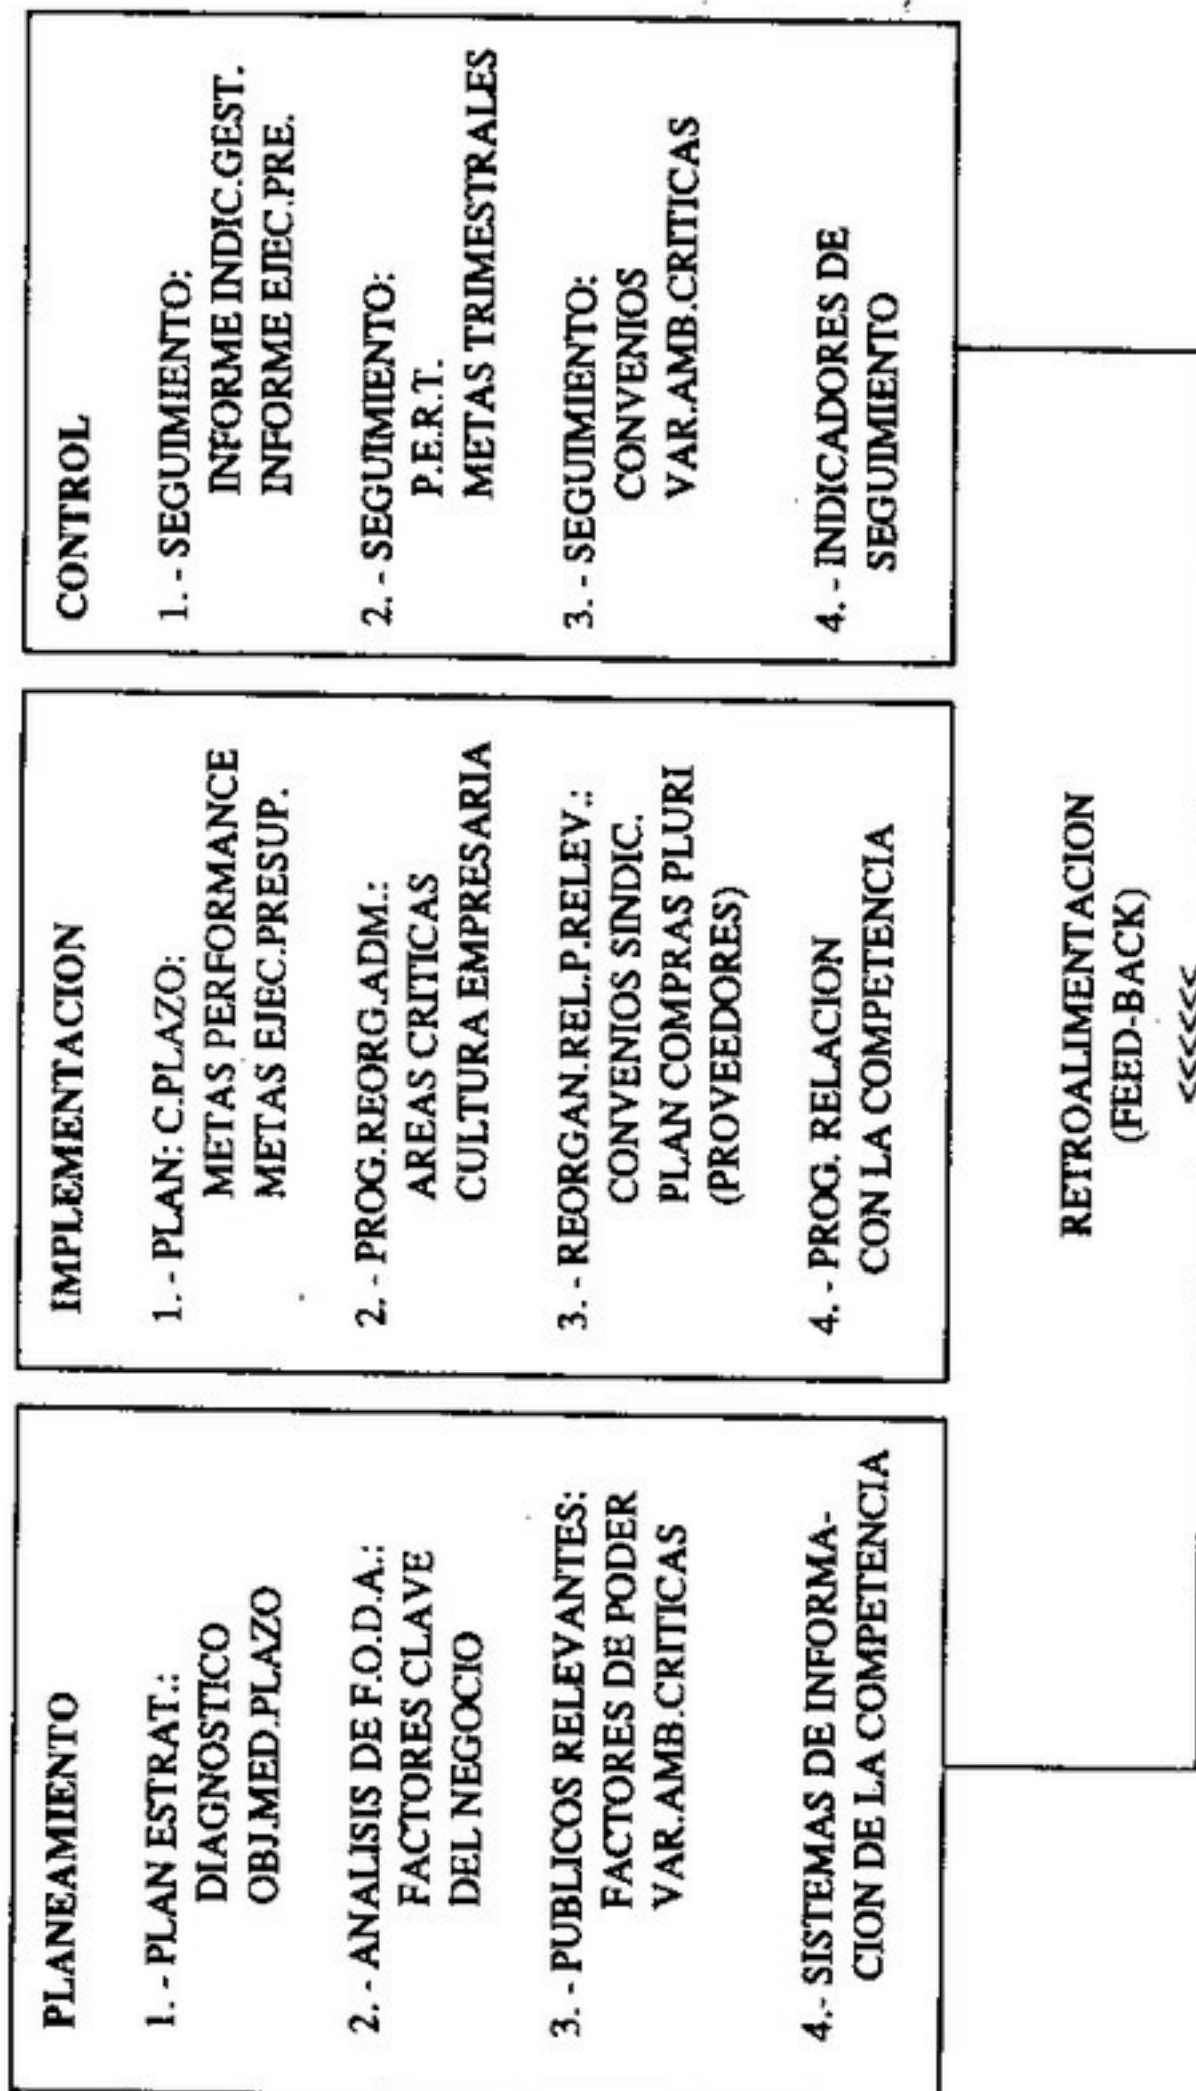 PLANEAMIENTO
1. - PLAN ESTRAT.:
DIAGNOSTICO
OBJ.MED.PLAZO
2. - ANALISIS DE F.O.D.A.:
FACTORES CLAVE
DEL NEGOCIO
3. - PUBLICOS RELEVANTES:
FACTORES DE PODER
VAR.AMB.CRITICAS
4.- SISTEMAS DE INFORMA-
CION DE LA COMPETENCIA
IMPLEMENTACION
1. - PLAN: C.PLAZO:
METAS PERFORMANCE
METAS EJEC.PRESUP.
2. - PROG.REORG.ADM.:
AREAS CRITICAS
CULTURA EMPRESARIA
3. - REORGAN.REL.P.RELEV.:
CONVENIOS SINDIC.
PLAN COMPRAS PLURI
(PROVEEDORES)
4. - PROG. RELACION
CON LA COMPETENCIA
CONTROL
1. - SEGUIMIENTO:
INFORME INDIC.GEST.
INFORME EJEC.PRE.
2. - SEGUIMIENTO:
P.E.R.T.
METAS TRIMESTRALES
3. - SEGUIMIENTO:
CONVENIOS
VAR.AMB.CRITICAS
4. - INDICADORES DE
SEGUIMIENTO
RETROALIMENTACION
(FEED-BACK)
<<<<<<